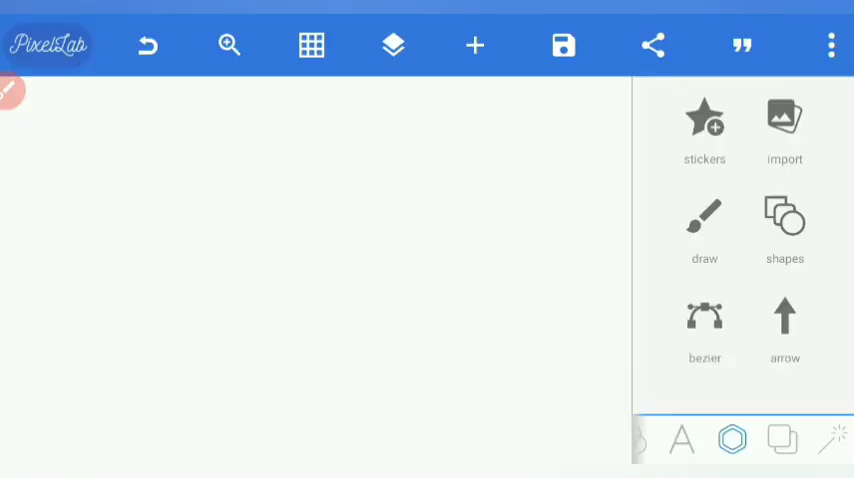 PixelLab
stickers
import
draw
shapes
bezier
arrow